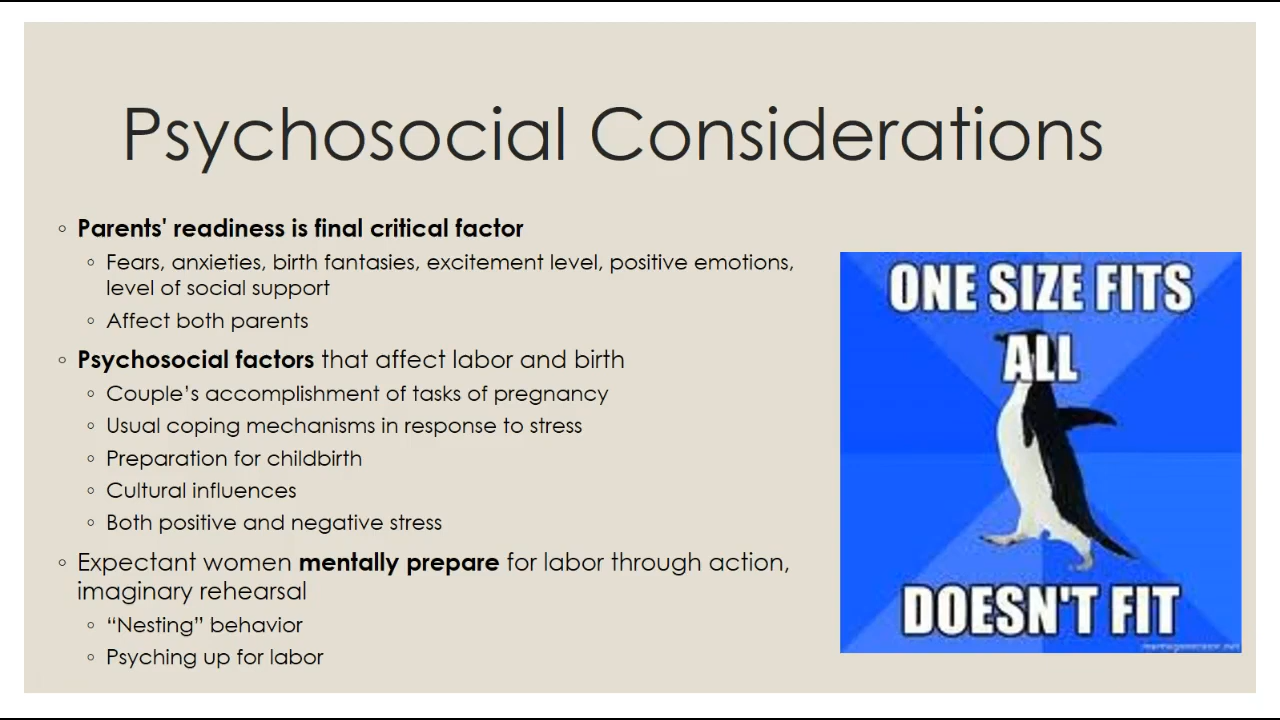 Psychosocial Considerations
◦ Parents' readiness is final critical factor
◦ Fears, anxieties, birth fantasies, excitement level, positive emotions,
level of social support
◦ Affect both parents
◦ Psychosocial factors that affect labor and birth
◦ Couple’s accomplishment of tasks of pregnancy
◦ Usual coping mechanisms in response to stress
◦ Preparation for childbirth
◦ Cultural influences
◦ Both positive and negative stress
◦ Expectant women mentally prepare for labor through action,
imaginary rehearsal
◦ “Nesting” behavior
◦ Psyching up for labor
ONE SIZE FITS
ALL
DOESN'T FIT
memegenerator.net